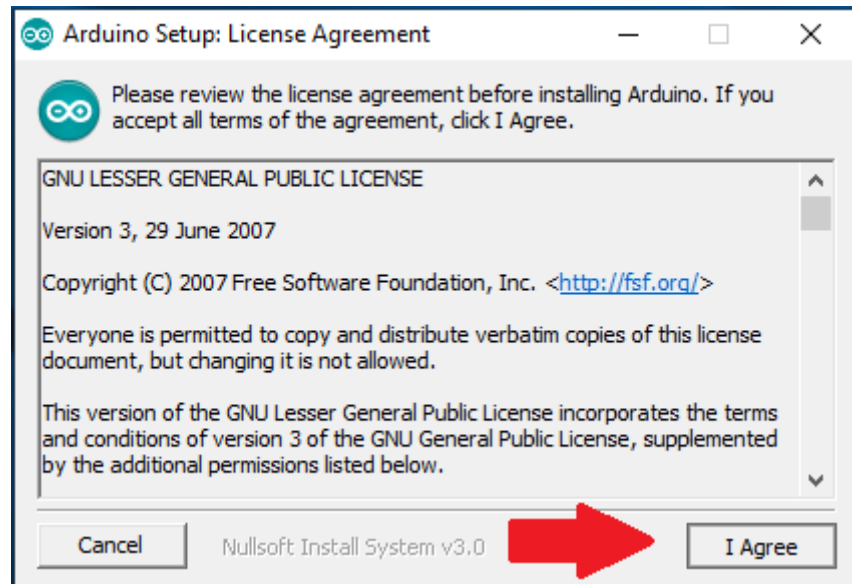 Arduino Setup: License Agreement
Please review the license agreement before installing Arduino. If you
accept all terms of the agreement, click I Agree.
GNU LESSER GENERAL PUBLIC LICENSE
Version 3, 29 June 2007
Copyright (C) 2007 Free Software Foundation, Inc. <http://fsf.org/>
Everyone is permitted to copy and distribute verbatim copies of this license
document, but changing it is not allowed.
This version of the GNU Lesser General Public License incorporates the terms
and conditions of version 3 of the GNU General Public License, supplemented
by the additional permissions listed below.
Cancel
Nullsoft Install System v3.0
I Agree